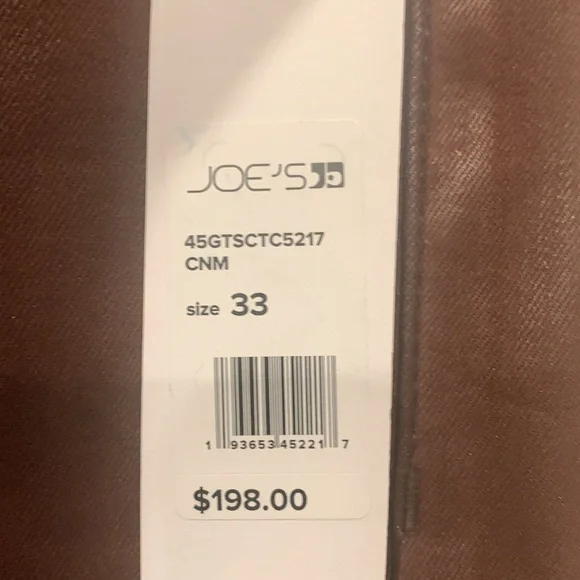 JOE'S
45GTSCTC5217
CNM
size 33
1 93653 45221 7
$198.00